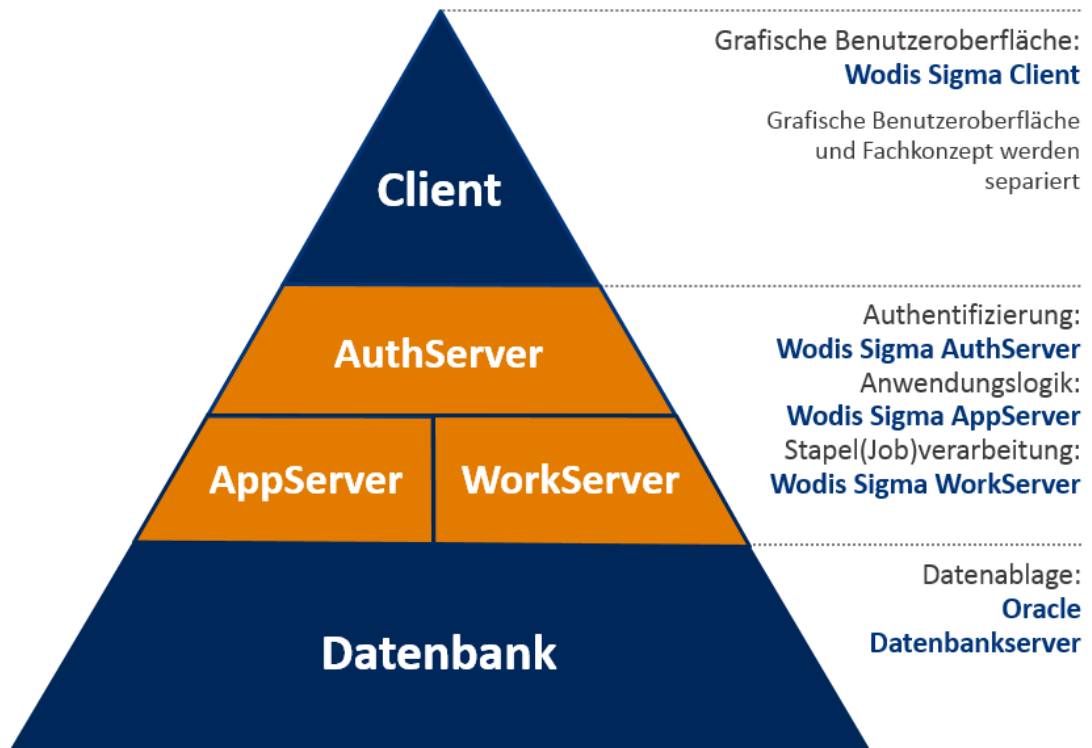 Grafische Benutzeroberfläche:
Wodis Sigma Client
Grafische Benutzeroberfläche
und Fachkonzept werden
separiert
Client
Authentifizierung:
Wodis Sigma AuthServer
Anwendungslogik:
Wodis Sigma AppServer
Stapel(Job)verarbeitung:
Wodis Sigma WorkServer
AuthServer
AppServer
WorkServer
Datenablage:
Oracle
Datenbankserver
Datenbank